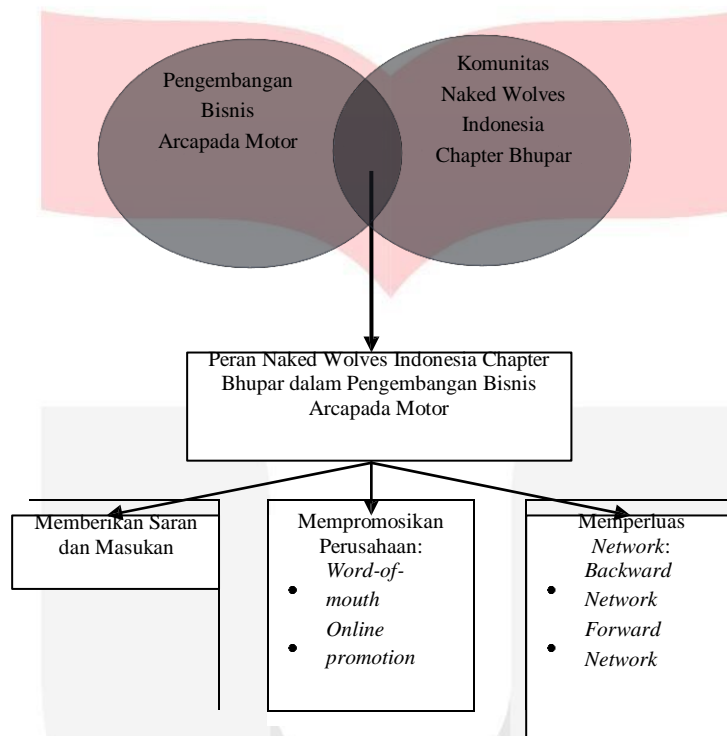 Pengembangan
Bisnis
Arcapada Motor
Komunitas
Naked Wolves
Indonesia
Chapter Bhupar
Peran Naked Wolves Indonesia Chapter
Bhupar dalam Pengembangan Bisnis
Arcapada Motor
Memberikan Saran
dan Masukan
Mempromosikan
Perusahaan:
Word-of-
• mouth
Online
• promotion
Memperluas
Network:
Backward
• Network
Forward
• Network